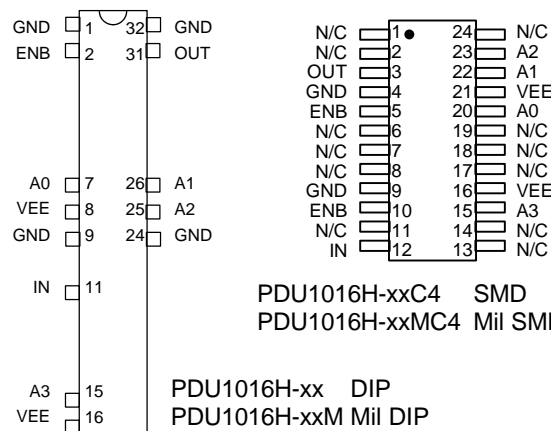 GND 1 32 GND
ENB 2 31 OUT
A0 7 26 A1
VEE 8 25 A2
GND 9 24 GND
IN 11
A3 15
VEE 16
PDU1016H-xx DIP
PDU1016H-xxM Mil DIP
N/C 1 24 N/C
N/C 2 23 A2
OUT 3 22 A1
GND 4 21 VEE
ENB 5 20 A0
N/C 6 19 N/C
N/C 7 18 N/C
N/C 8 17 N/C
GND 9 16 VEE
ENB 10 15 A3
N/C 11 14 N/C
IN 12 13 N/C
PDU1016H-xxC4 SMD
PDU1016H-xxMC4 Mil SM